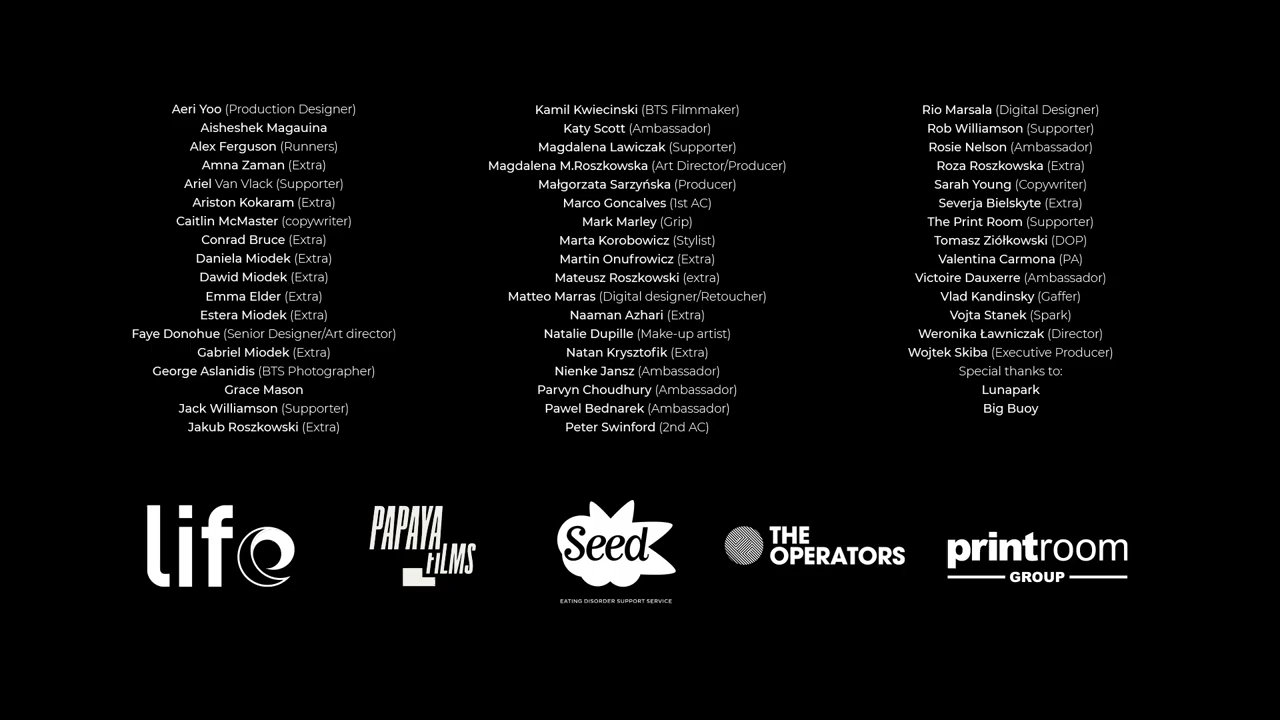 Aeri Yoo (Production Designer)
Aisheshek Magauina
Alex Ferguson (Runners)
Amna Zaman (Extra)
Ariel Van Vlack (Supporter)
Ariston Kokaram (Extra)
Caitlin McMaster (copywriter)
Conrad Bruce (Extra)
Daniela Miodek (Extra)
Dawid Miodek (Extra)
Emma Elder (Extra)
Estera Miodek (Extra)
Faye Donohue (Senior Designer/Art director)
Gabriel Miodek (Extra)
George Aslanidis (BTS Photographer)
Grace Mason
Jack Williamson (Supporter)
Jakub Roszkowski (Extra)
Kamil Kwiecinski (BTS Filmmaker)
Katy Scott (Ambassador)
Magdalena Lawiczak (Supporter)
Magdalena M.Roszkowska (Art Director/Producer)
Małgorzata Sarzyńska (Producer)
Marco Goncalves (1st AC)
Mark Marley (Grip)
Marta Korobowicz (Stylist)
Martin Onufrowicz (Extra)
Mateusz Roszkowski (extra)
Matteo Marras (Digital designer/Retoucher)
Naaman Azhari (Extra)
Natalie Dupille (Make-up artist)
Natan Krysztofik (Extra)
Nienke Jansz (Ambassador)
Parvyn Choudhury (Ambassador)
Pawel Bednarek (Ambassador)
Peter Swinford (2nd AC)
Rio Marsala (Digital Designer)
Rob Williamson (Supporter)
Rosie Nelson (Ambassador)
Roza Roszkowska (Extra)
Sarah Young (Copywriter)
Severja Bielskyte (Extra)
The Print Room (Supporter)
Tomasz Ziółkowski (DOP)
Valentina Carmona (PA)
Victoire Dauxerre (Ambassador)
Vlad Kandinsky (Gaffer)
Vojta Stanek (Spark)
Weronika Ławniczak (Director)
Wojtek Skiba (Executive Producer)
Special thanks to:
Lunapark
Big Buoy
life
PAPAYA
FILMS
Seed
EATING DISORDER SUPPORT SERVICE
THE
OPERATORS
printroom
GROUP